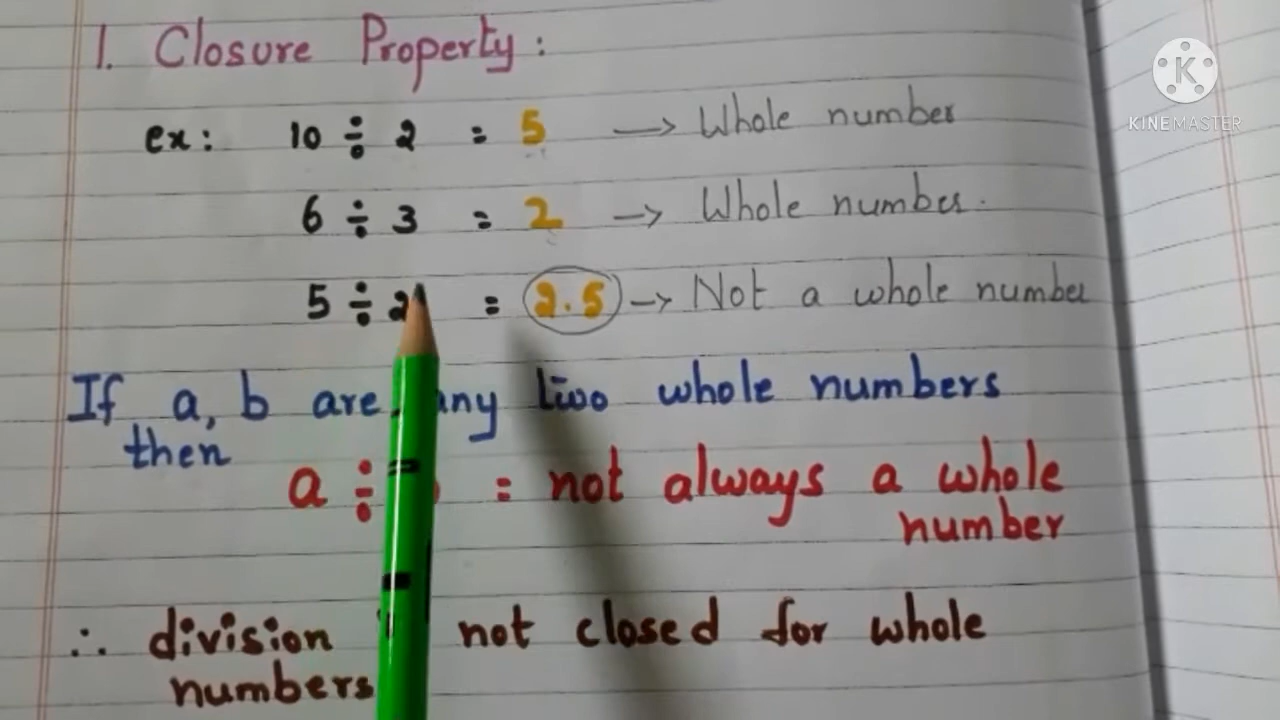 1. Closure Property :
ex: 10 ÷ 2 = 5 → Whole number
6 ÷ 3 = 2 → Whole number.
5 ÷ 2 = 2.5 → Not a whole number
If a, b are any two whole numbers
then
a ÷ = not always a whole
number
∴ division not closed for whole
numbers
K
KINEMASTER